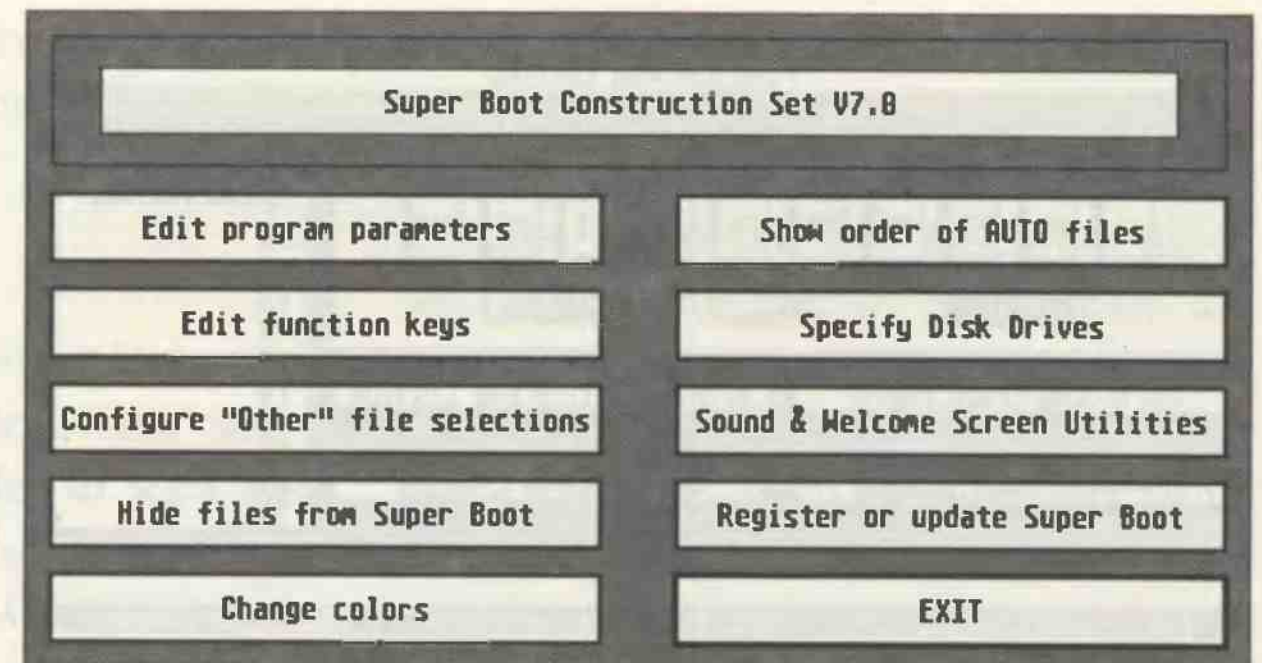 Super Boot Construction Set V7.0
Edit program parameters
Show order of AUTO files
Edit function keys
Specify Disk Drives
Configure "Other" file selections
Sound & Welcome Screen Utilities
Hide files from Super Boot
Register or update Super Boot
Change colors
EXIT